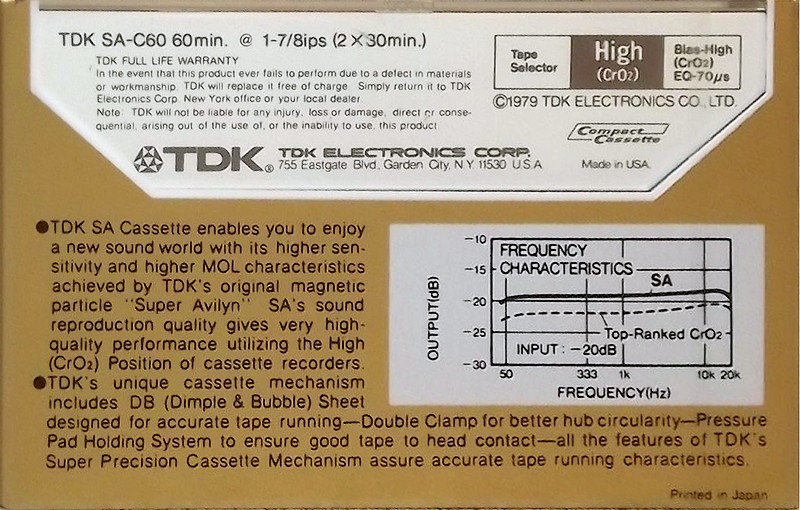 TDK SA-C60 60min. @ 1-7/8ips (2×30min.)
TDK FULL LIFE WARRANTY
In the event that this product ever fails to perform due to a defect in materials
or workmanship, TDK will replace it free of charge. Simply return it to TDK
Electronics Corp. New York office or your local dealer.
Note: TDK will not be liable for any injury, loss or damage, direct or conse-
quential, arising out of the use of, or the inability to use, this product.
Tape
Selector
High
(CrO2)
Bias-High
(CrO2)
EQ-70μs
©1979 TDK ELECTRONICS CO., LTD.
Compact
Cassette
TDK® TDK ELECTRONICS CORP.
755 Eastgate Blvd., Garden City, N.Y. 11530 U.S.A.
Made in USA
●TDK SA Cassette enables you to enjoy
a new sound world with its higher sen-
sitivity and higher MOL characteristics
achieved by TDK's original magnetic
particle "Super Avilyn" SA's sound
reproduction quality gives very high-
quality performance utilizing the High
(CrO2) Position of cassette recorders.
●TDK's unique cassette mechanism
includes DB (Dimple & Bubble) Sheet
designed for accurate tape running—Double Clamp for better hub circularity—Pressure
Pad Holding System to ensure good tape to head contact—all the features of TDK's
Super Precision Cassette Mechanism assure accurate tape running characteristics.
OUTPUT(dB)
-10
-15
-20
-25
-30
FREQUENCY
CHARACTERISTICS
SA
Top-Ranked CrO2
INPUT: -20dB
50 333 1k 10k 20k
FREQUENCY(Hz)
Printed in Japan